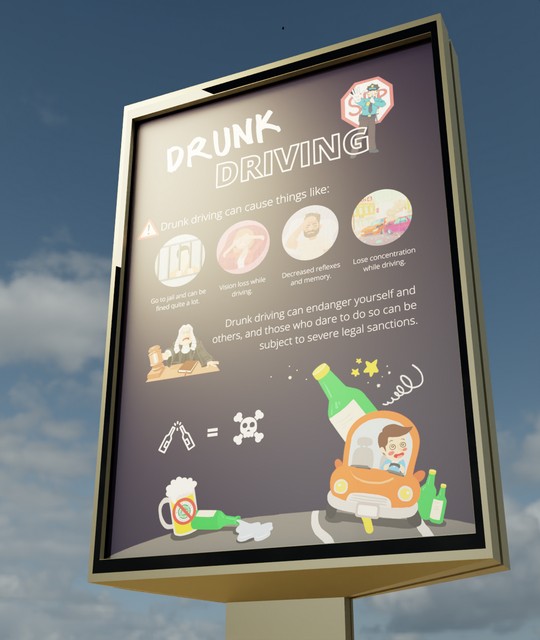 DRUNK
DRIVING
STOP
Drunk driving can cause things like:
Go to jail and can be
fined quite a lot.
Vision loss while
driving.
Decreased reflexes
and memory.
Lose concentration
while driving.
Drunk driving can endanger yourself and
others, and those who dare to do so can be
subject to severe legal sanctions.
=